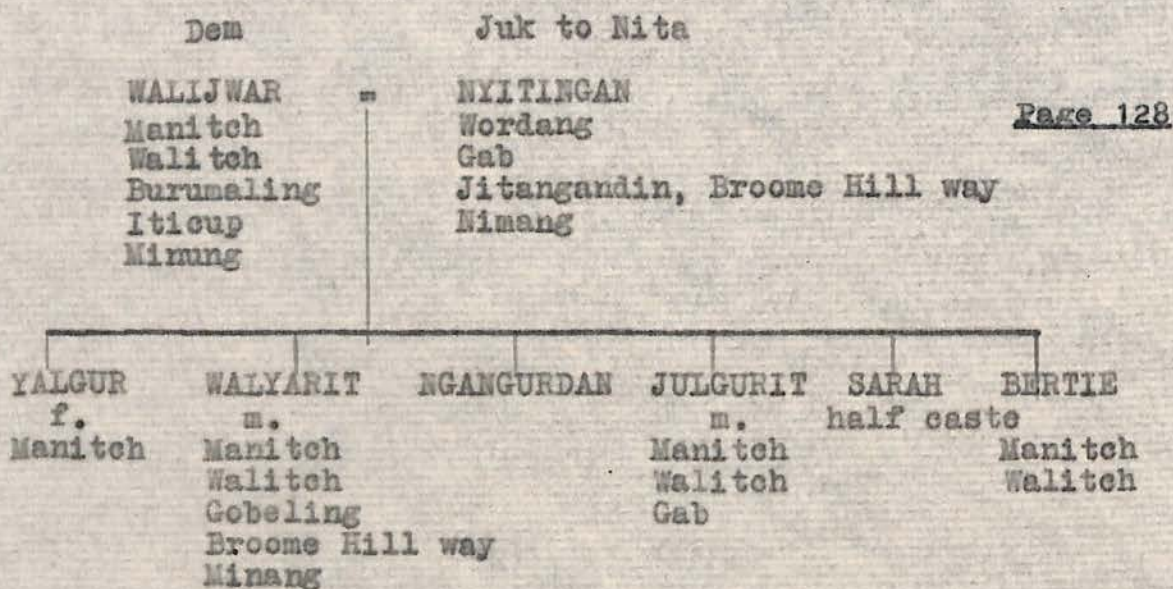 Dem Juk to Nita
WALIJWAR = NYITINGAN
Page 128
Manitch Wordang
Walitch Gab
Burumaling Jitangandin, Broome Hill way
Iticup Nimang
Minung
YALGUR WALYARIT NGANGURDAN JULGURIT SARAH BERTIE
f. m. m. half caste
Manitch Manitch Manitch Manitch
Walitch Walitch Walitch
Gobeling Gab
Broome Hill way
Minang